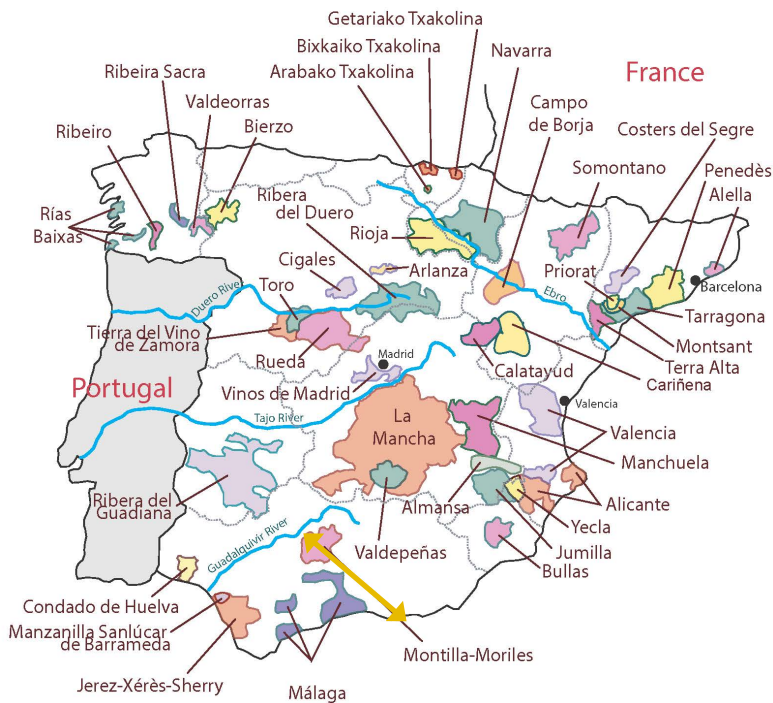 Getariako Txakolina
Bixkaiko Txakolina
Arabako Txakolina
Navarra
France
Ribeira Sacra
Valdeorras
Bierzo
Ribeiro
Campo
de Borja
Costers del Segre
Somontano
Penedès
Alella
Rías
Baixas
Ribera
del Duero
Rioja
Cigales
Arlanza
Priorat
Barcelona
Duero River
Toro
Ebro
Tarragona
Tierra del Vino
de Zamora
Montsant
Rueda
Madrid
Terra Alta
Calatayud
Cariñena
Portugal
Vinos de Madrid
Tajo River
La
Mancha
Valencia
Valencia
Manchuela
Ribera del
Guadiana
Almansa
Alicante
Yecla
Guadalquivir River
Valdepeñas
Jumilla
Bullas
Condado de Huelva
Manzanilla Sanlúcar
de Barrameda
Montilla-Moriles
Jerez-Xérès-Sherry
Málaga